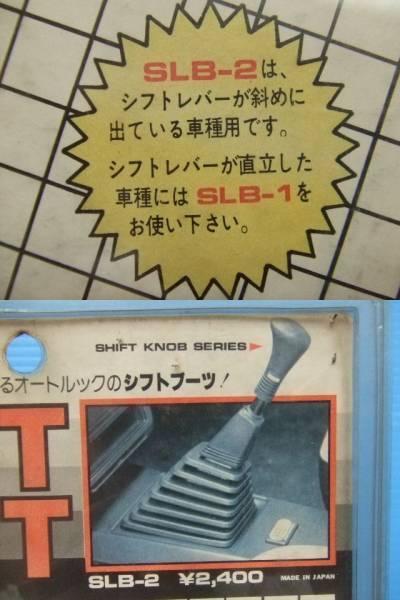 SLB-2は、
シフトレバーが斜めに
出ている車種用です。
シフトレバーが直立した
車種には SLB-1を
お使い下さい。
SHIFT KNOB SERIES▶
るオートルックのシフトブーツ!
T
T
SLB-2 ¥2,400 MADE IN JAPAN